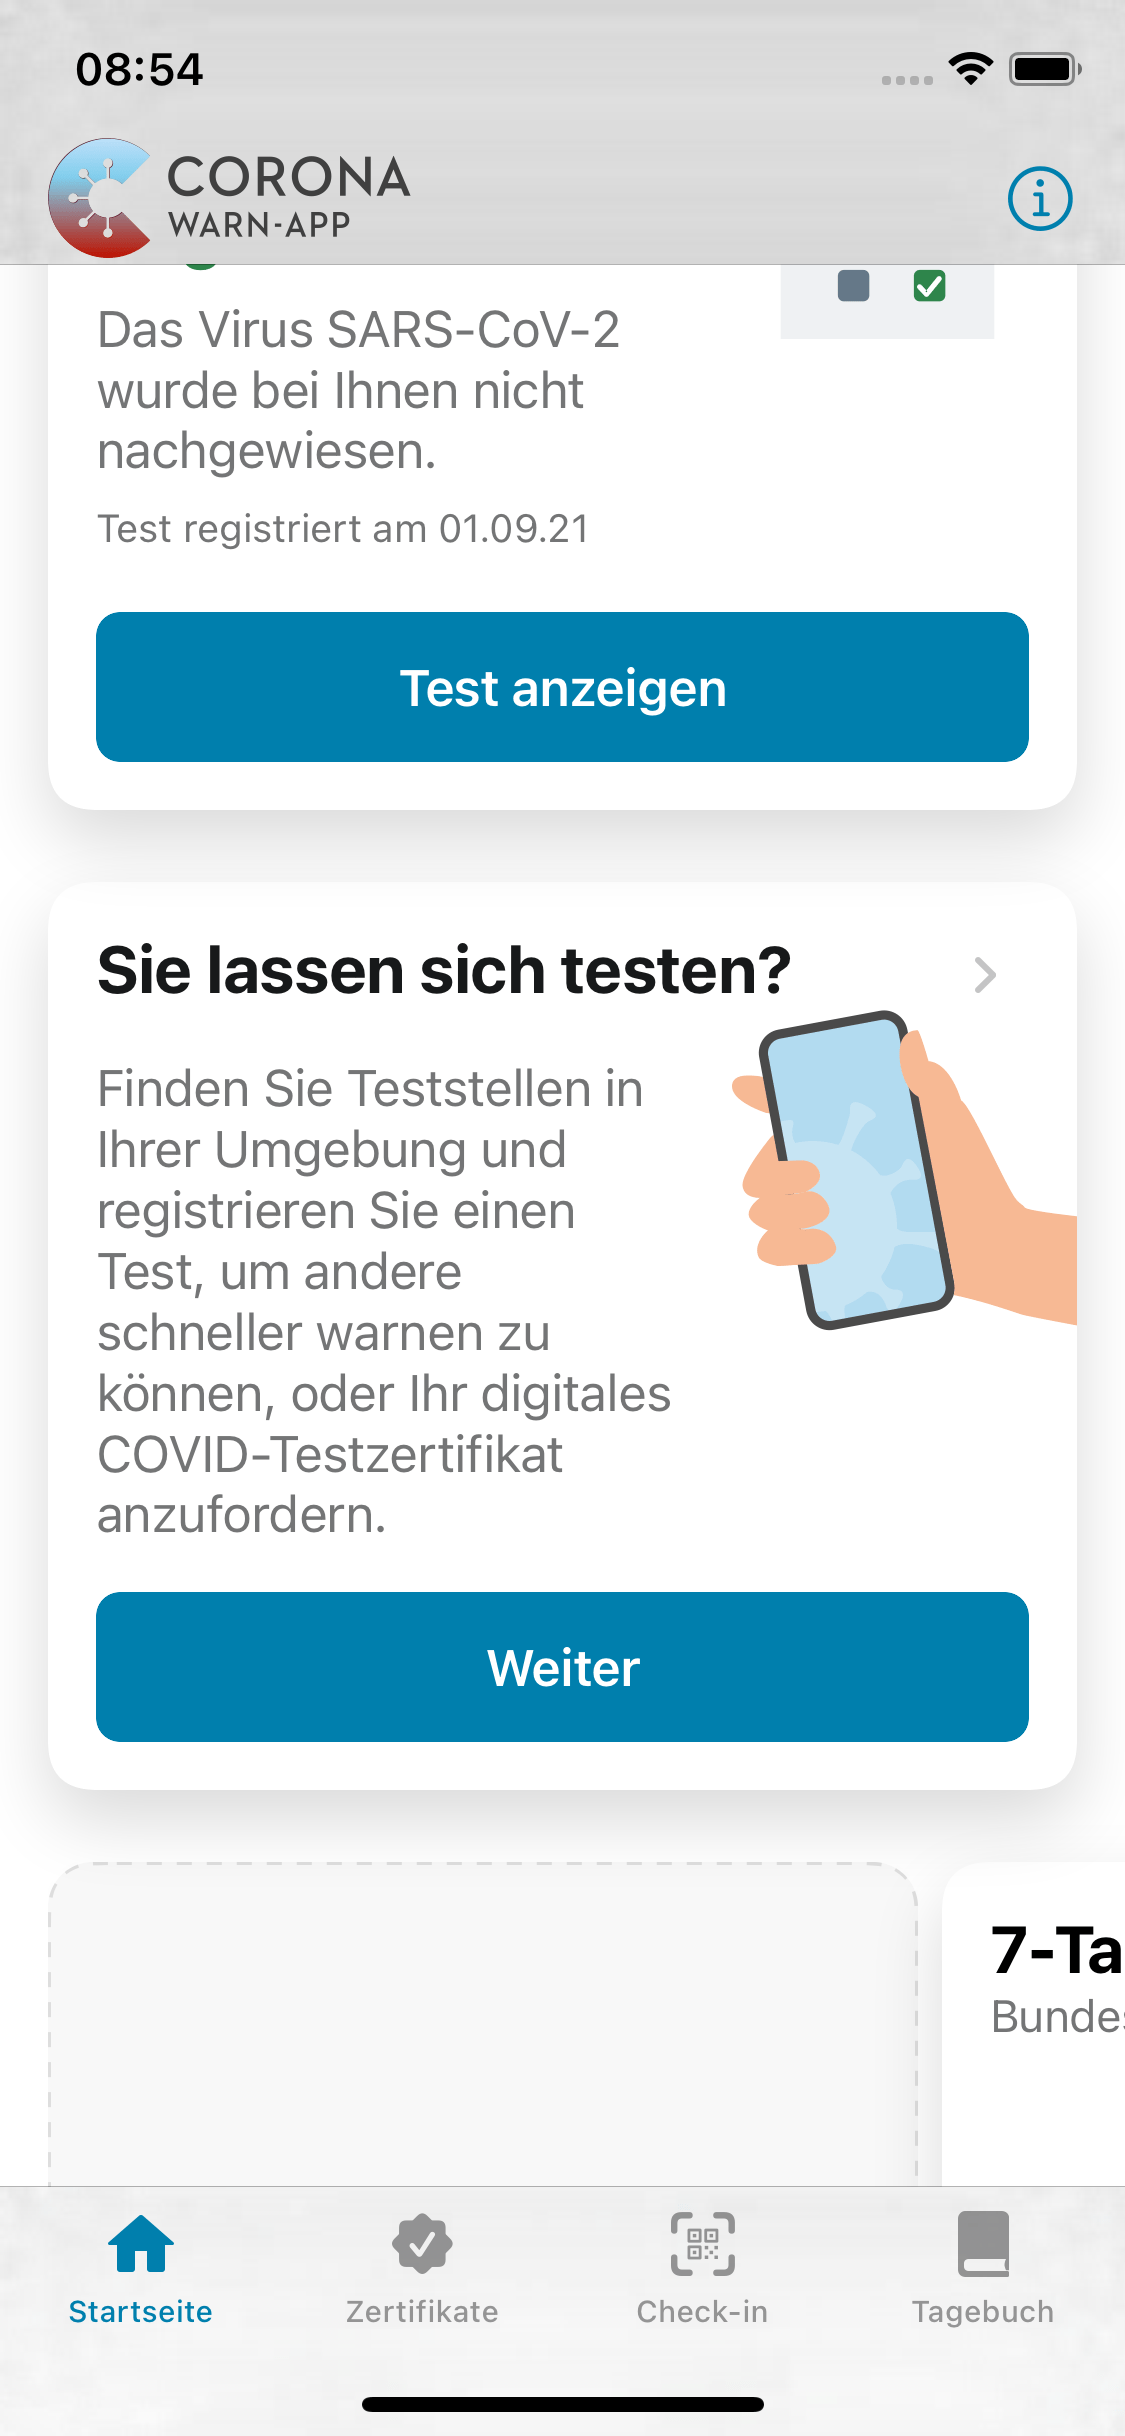 08:54
CORONA
WARN-APP
Das Virus SARS-CoV-2
wurde bei Ihnen nicht
nachgewiesen.
Test registriert am 01.09.21
Test anzeigen
Sie lassen sich testen?
Finden Sie Teststellen in
Ihrer Umgebung und
registrieren Sie einen
Test, um andere
schneller warnen zu
können, oder Ihr digitales
COVID-Testzertifikat
anzufordern.
Weiter
7-Ta
Bundes
Startseite
Zertifikate
Check-in
Tagebuch